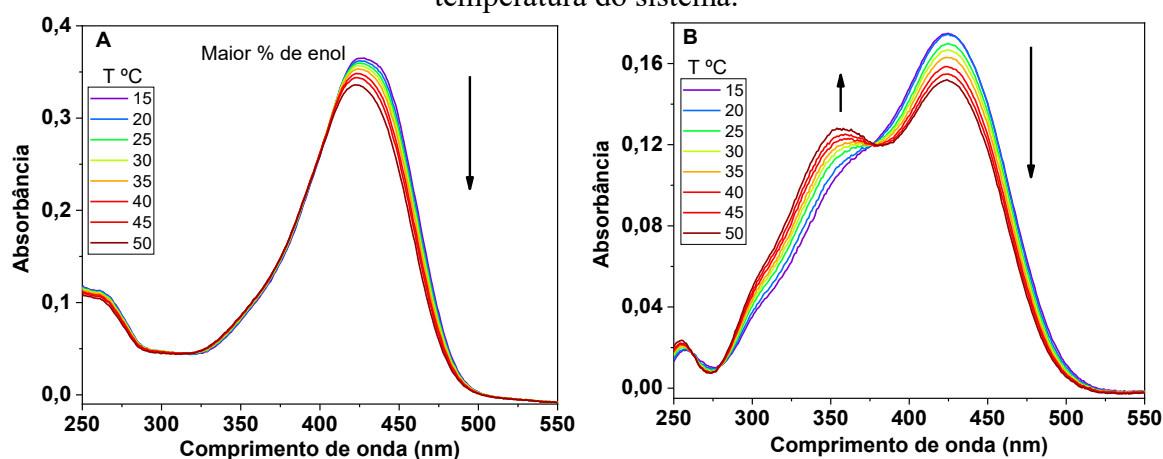 temperatura do sistema.
A
Maior % de enol
T ºC
15
20
25
30
35
40
45
50
0,4
0,3
0,2
0,1
0,0
Absorbância
250 300 350 400 450 500 550
Comprimento de onda (nm)
B
T ºC
15
20
25
30
35
40
45
50
0,16
0,12
0,08
0,04
0,00
Absorbância
250 300 350 400 450 500 550
Comprimento de onda (nm)